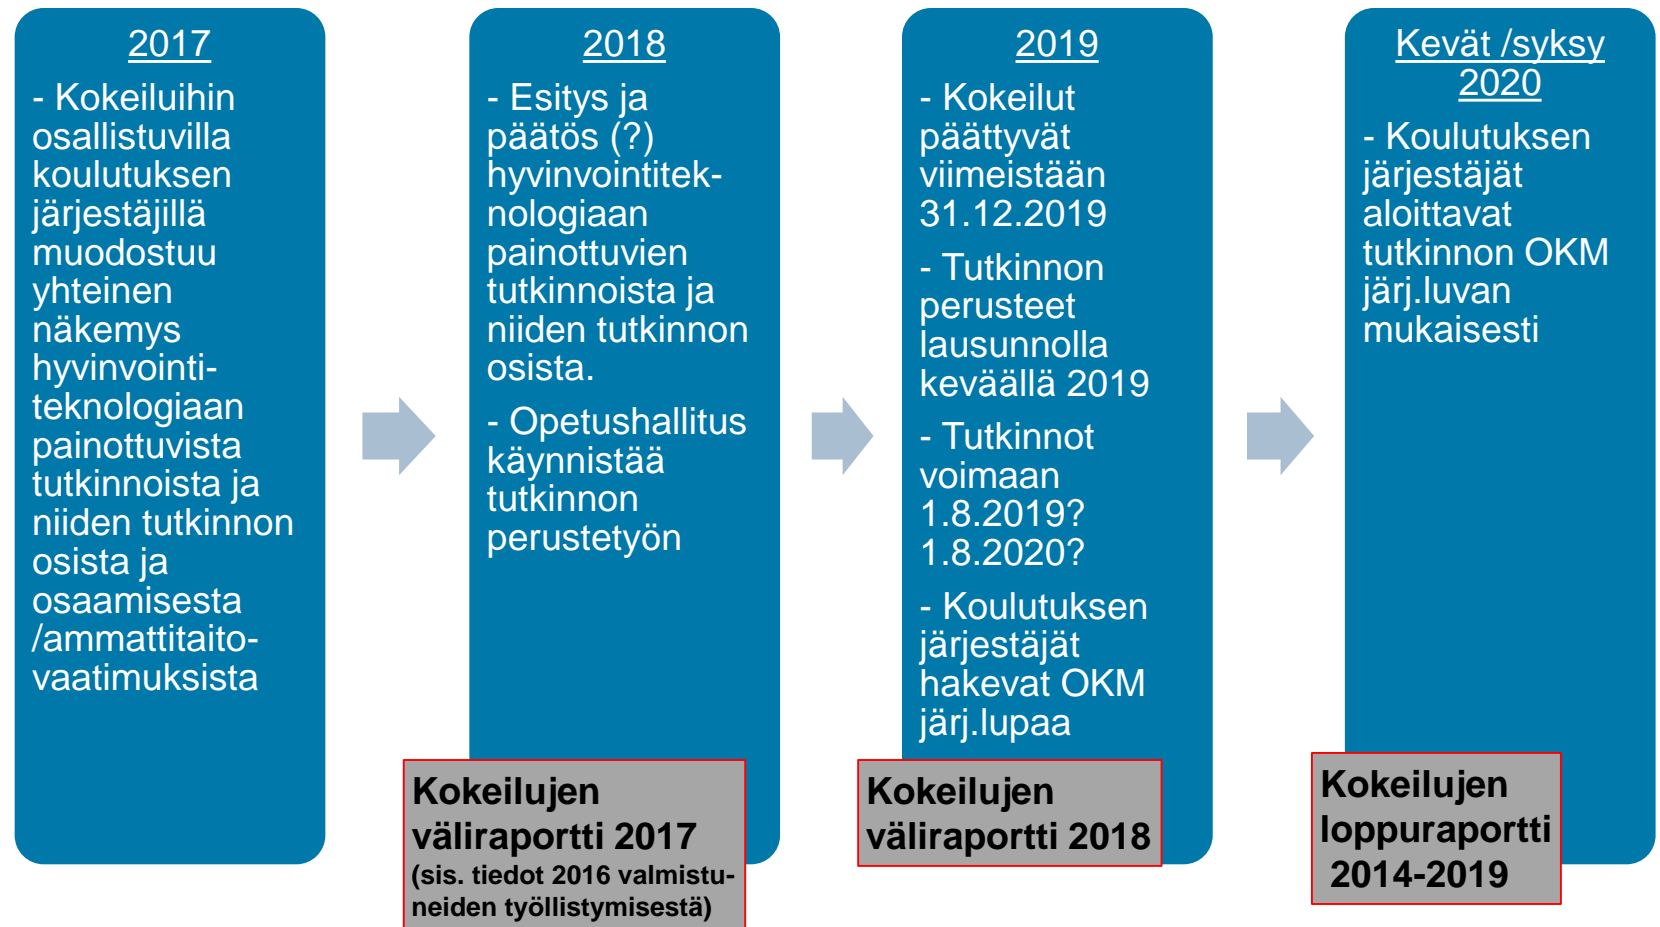 2017
- Kokeiluihin
osallistuvilla
koulutuksen
järjestäjillä
muodostuu
yhteinen
näkemys
hyvinvointi-
teknologiaan
painottuvista
tutkinnoista ja
niiden tutkinnon
osista ja
osaamisesta
/ammattitaito-
vaatimuksista
2018
- Esitys ja
päätös (?)
hyvinvointitek-
nologiaan
painottuvien
tutkinnoista ja
niiden tutkinnon
osista.
- Opetushallitus
käynnistää
tutkinnon
perustetyön
Kokeilujen
väliraportti 2017
(sis. tiedot 2016 valmistu-
neiden työllistymisestä)
2019
- Kokeilut
päättyvät
viimeistään
31.12.2019
- Tutkinnon
perusteet
lausunnolla
keväällä 2019
- Tutkinnot
voimaan
1.8.2019?
1.8.2020?
- Koulutuksen
järjestäjät
hakevat OKM
järj.lupaa
Kokeilujen
väliraportti 2018
Kevät /syksy
2020
- Koulutuksen
järjestäjät
aloittavat
tutkinnon OKM
järj.luvan
mukaisesti
Kokeilujen
loppuraportti
2014-2019